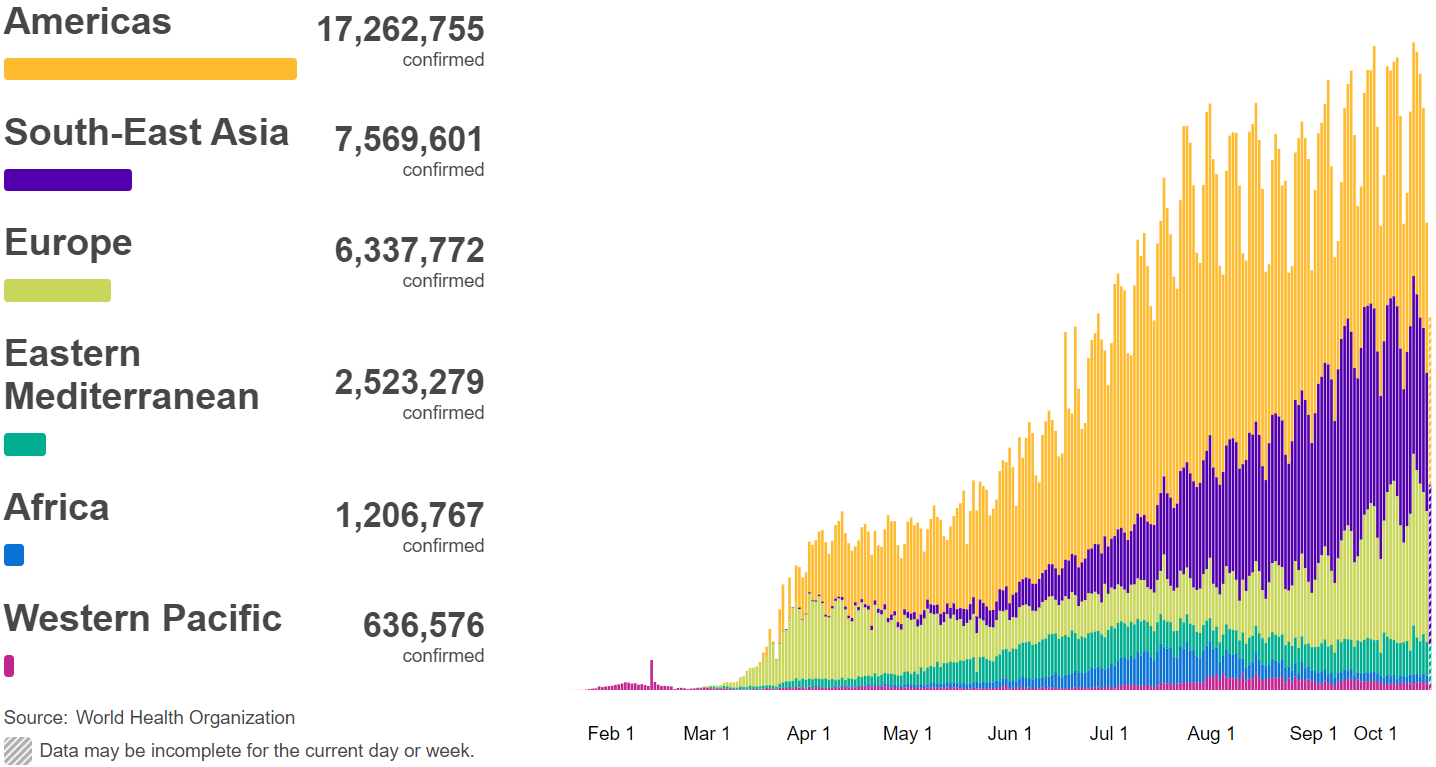 Americas
17,262,755
confirmed
South-East Asia
7,569,601
confirmed
Europe
6,337,772
confirmed
Eastern
Mediterranean
2,523,279
confirmed
Africa
1,206,767
confirmed
Western Pacific
636,576
confirmed
Source: World Health Organization
Data may be incomplete for the current day or week.
Feb 1 Mar 1 Apr 1 May 1 Jun 1 Jul 1 Aug 1 Sep 1 Oct 1